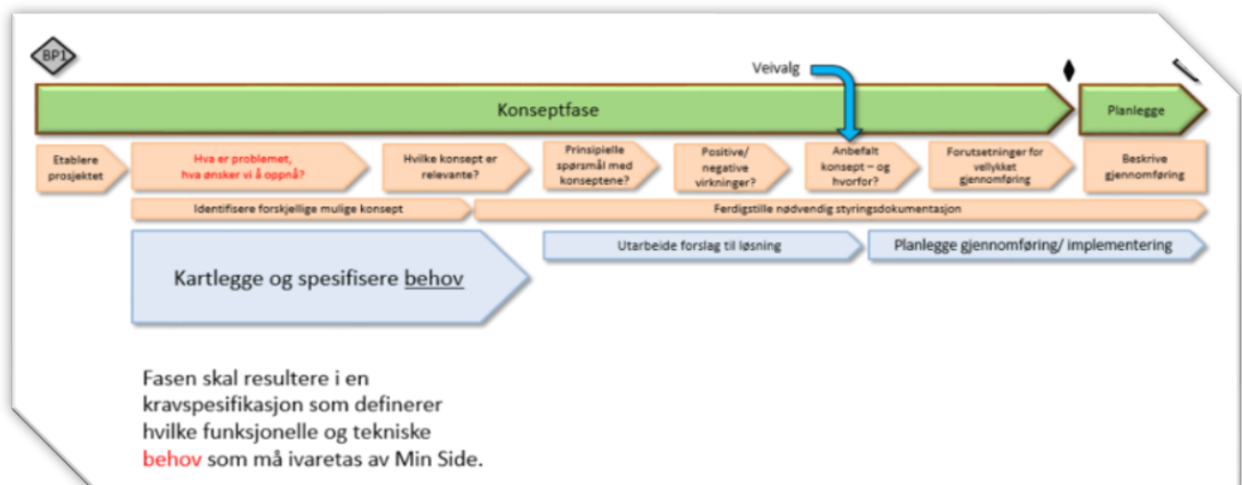 BP1
Veivalg
Konseptfase
Planlegge
Etablere
prosjektet
Hva er problemet,
hva ønsker vi å oppnå?
Hvilke konsept er
relevante?
Prinsipielle
spørsmål med
konseptene?
Positive/
negative
virkninger?
Anbefalt
konsept – og
hvorfor?
Forutsetninger for
vellykket
gjennomføring
Beskrive
gjennomføring
Identifisere forskjellige mulige konsept
Ferdigstille nødvendig styringsdokumentasjon
Kartlegge og spesifisere behov
Utarbeide forslag til løsning
Planlegge gjennomføring/ implementering
Fasen skal resultere i en
kravspesifikasjon som definerer
hvilke funksjonelle og tekniske
behov som må ivaretas av Min Side.